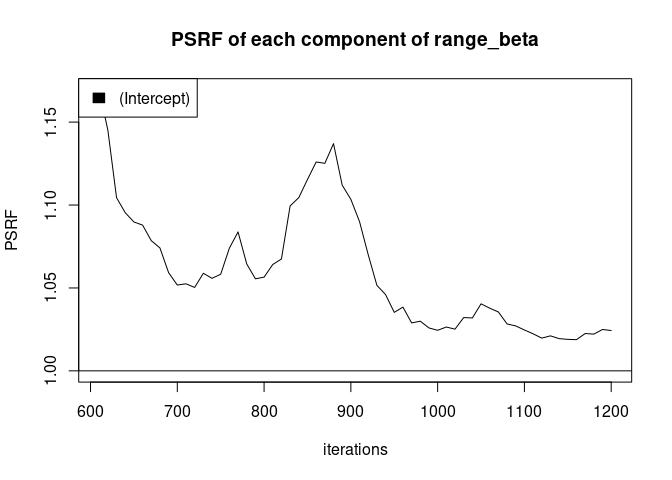 PSRF of each component of range_beta
(Intercept)
PSRF
1.15
1.10
1.05
1.00
600 700 800 900 1000 1100 1200
iterations